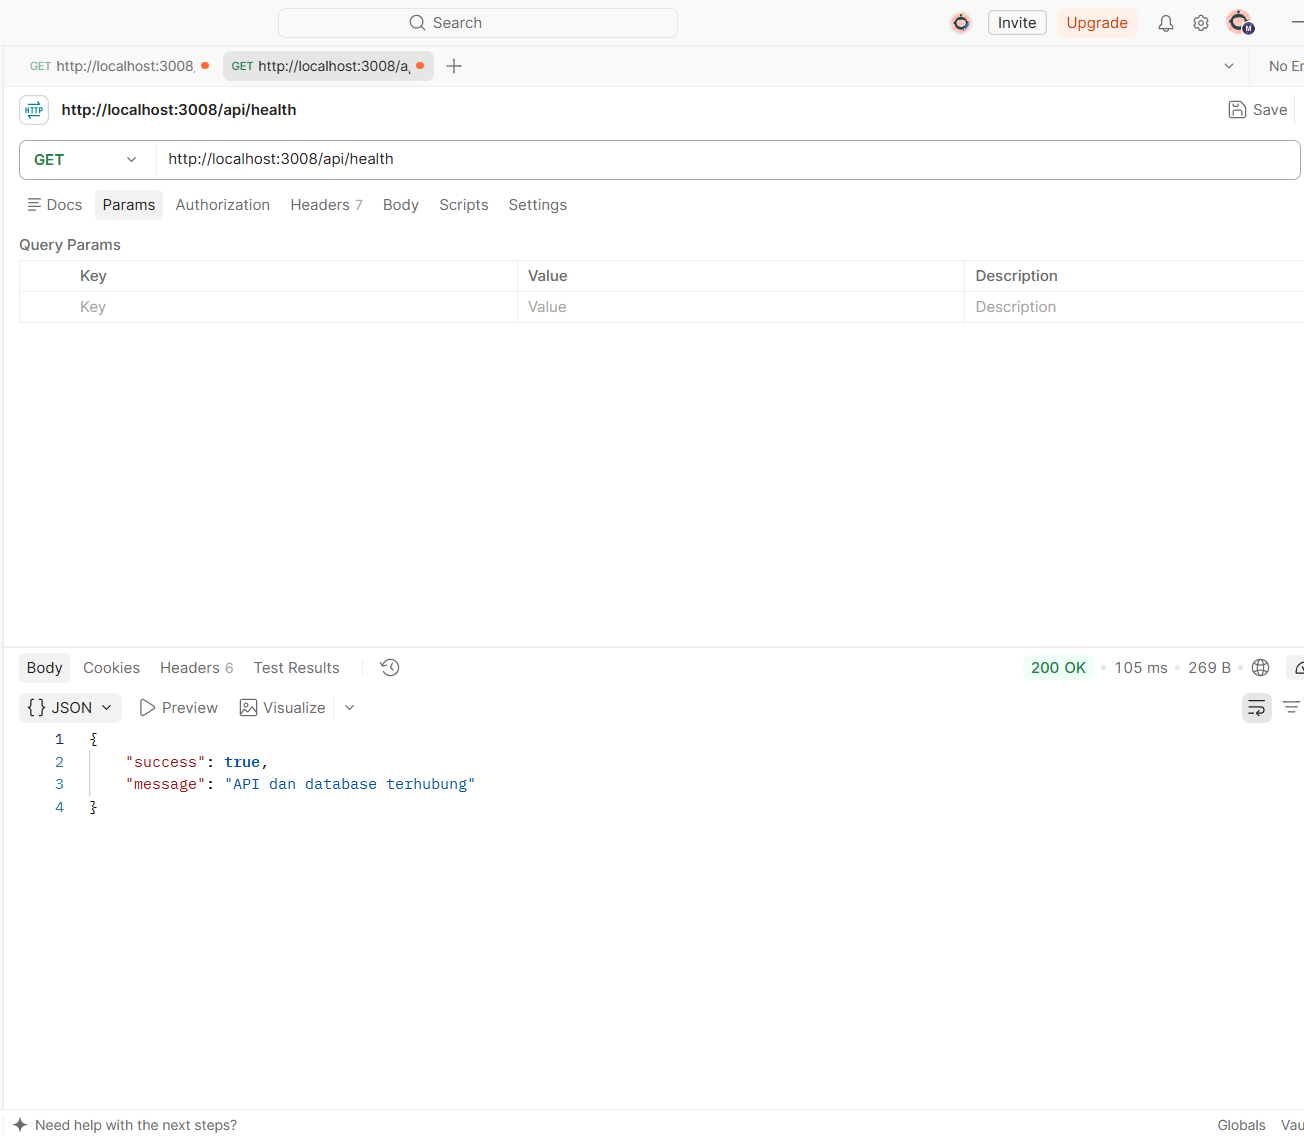 Search
Invite
Upgrade
M
GET http://localhost:3008
GET http://localhost:3008/a
No
HTTP http://localhost:3008/api/health
Save
GET http://localhost:3008/api/health
Docs Params Authorization Headers 7 Body Scripts Settings
Query Params
Key Value Description
Key Value Description
Body Cookies Headers 6 Test Results
200 OK • 105 ms • 269 B
{} JSON Preview Visualize
1 {
2 "success": true,
3 "message": "API dan database terhubung"
4 }
Need help with the next steps?
Globals Vau